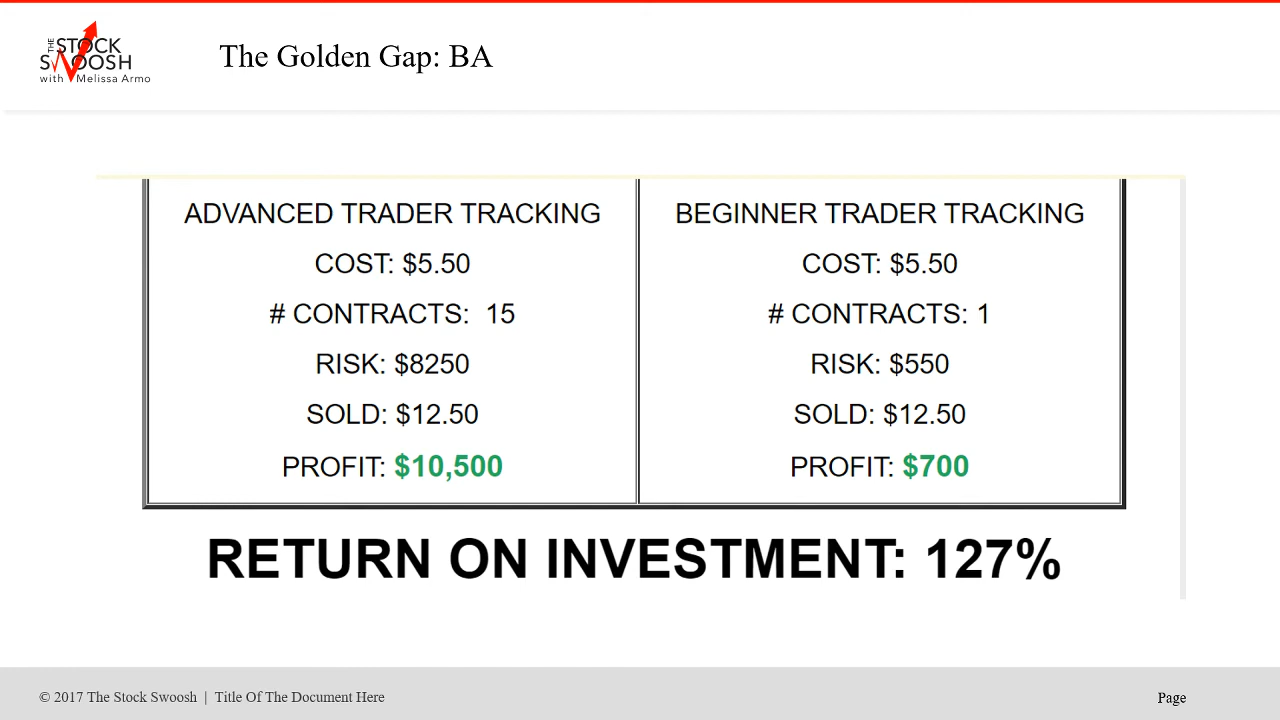 THE STOCK
SWOOSH
with Melissa Armo
The Golden Gap: BA
ADVANCED TRADER TRACKING
COST: $5.50
# CONTRACTS: 15
RISK: $8250
SOLD: $12.50
PROFIT: $10,500
BEGINNER TRADER TRACKING
COST: $5.50
# CONTRACTS: 1
RISK: $550
SOLD: $12.50
PROFIT: $700
RETURN ON INVESTMENT: 127%
© 2017 The Stock Swoosh | Title Of The Document Here
Page